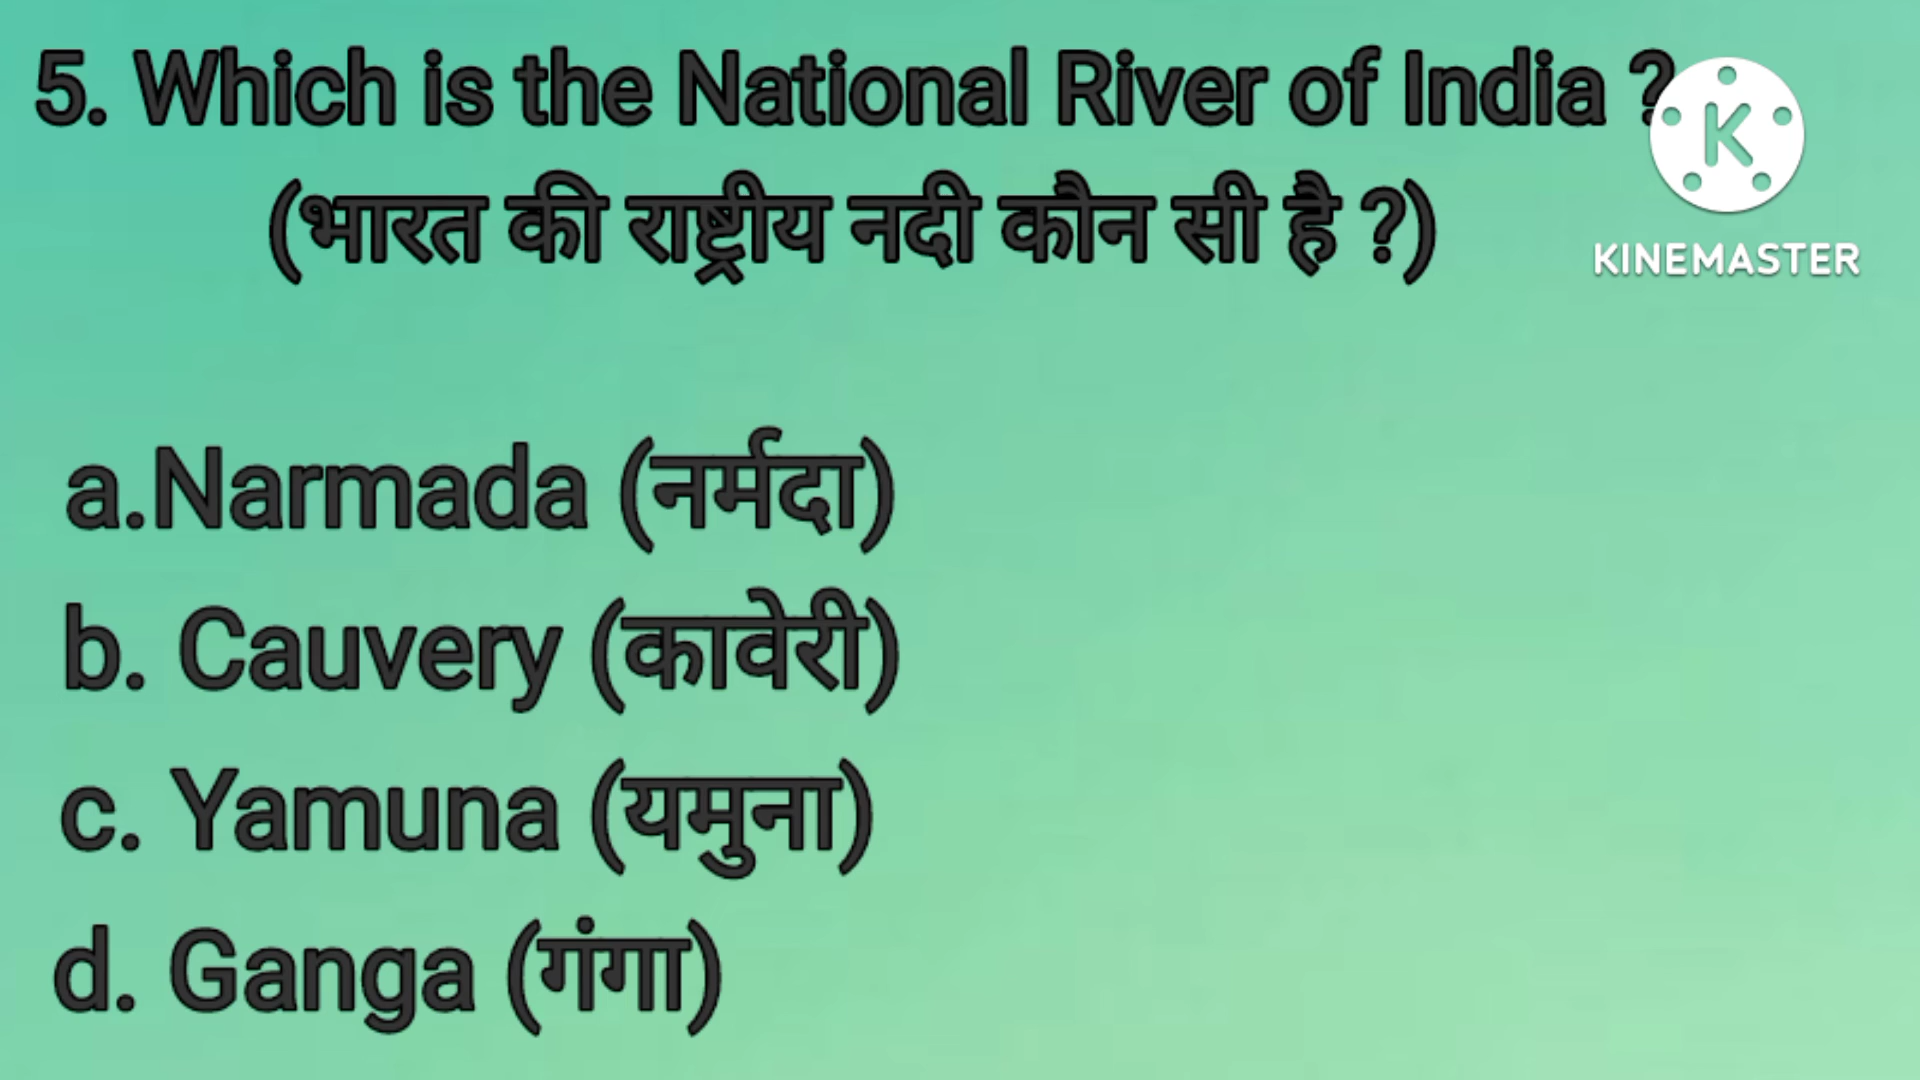 5. Which is the National River of India ?
(भारत की राष्ट्रीय नदी कौन सी है ?)
K
KINEMASTER
a.Narmada (नर्मदा)
b. Cauvery (कावेरी)
c. Yamuna (यमुना)
d. Ganga (गंगा)